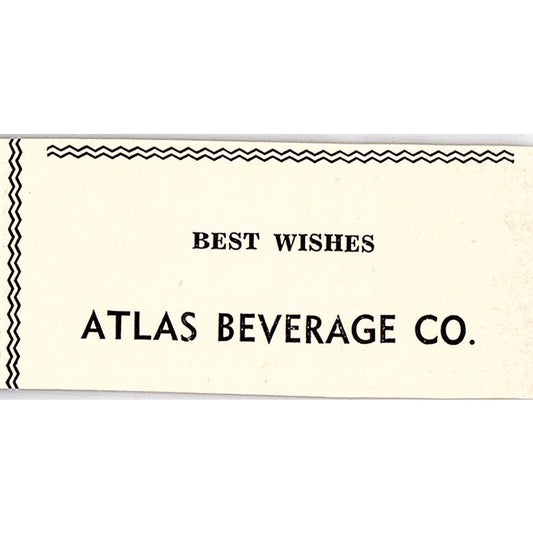 BEST WISHES
ATLAS BEVERAGE CO.